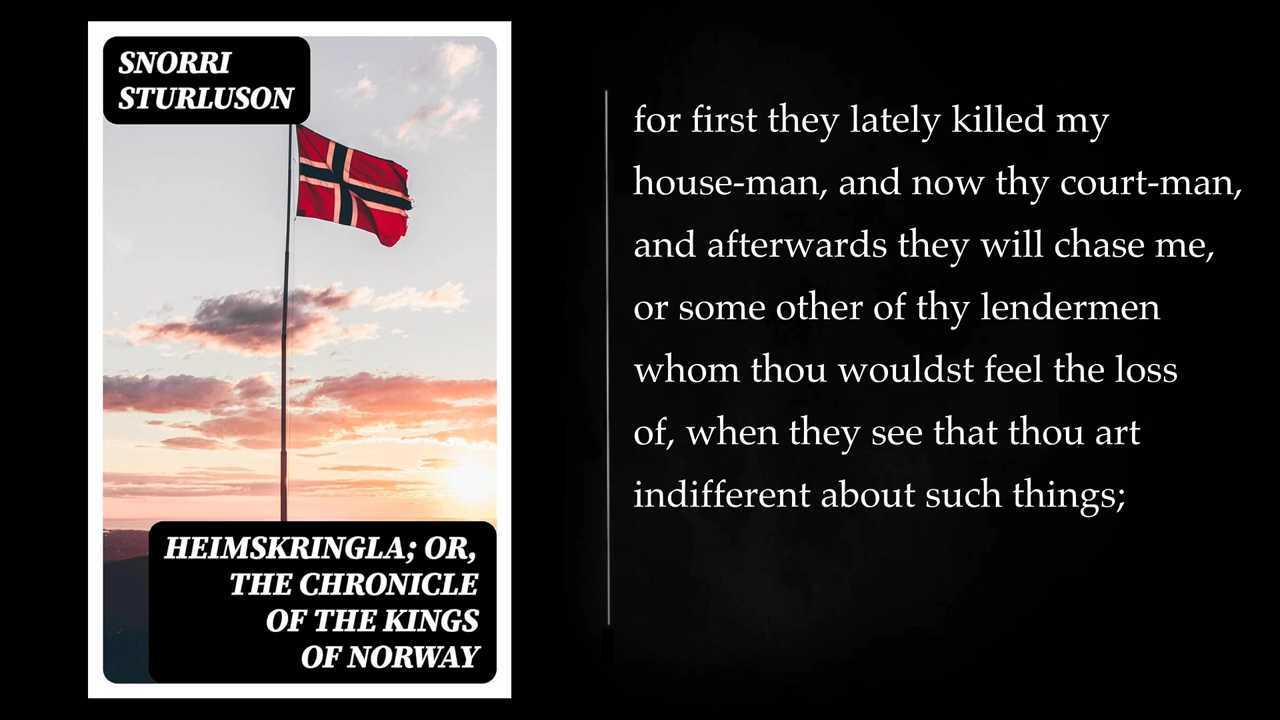 SNORRI
STURLUSON
HEIMSKRINGLA; OR,
THE CHRONICLE
OF THE KINGS
OF NORWAY
for first they lately killed my
house-man, and now thy court-man,
and afterwards they will chase me,
or some other of thy lendermen
whom thou wouldst feel the loss
of, when they see that thou art
indifferent about such things;